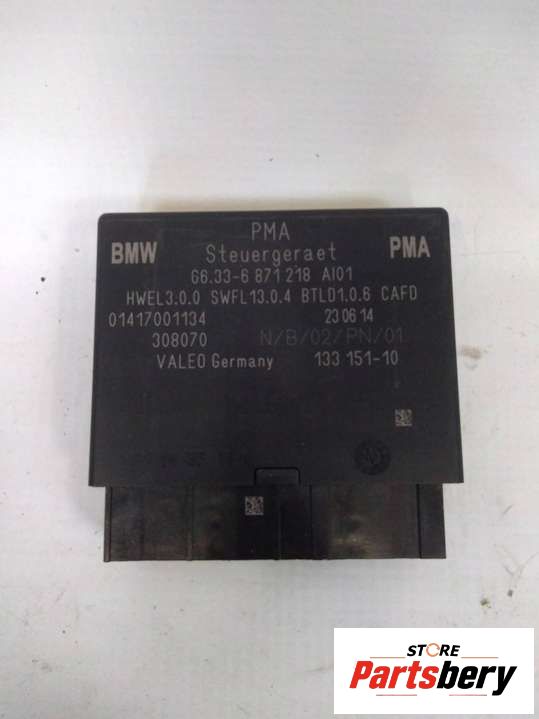 PMA
BMW Steuergeraet PMA
66.33-6 871 218 AI01
HWEL3.0.0 SWFL13.0.4 BTLD1.0.6 CAFD
01417001134 23 06 14
308070 N/B/02/PN/01
VALEO Germany 133 151-10
STORE
Partsbery